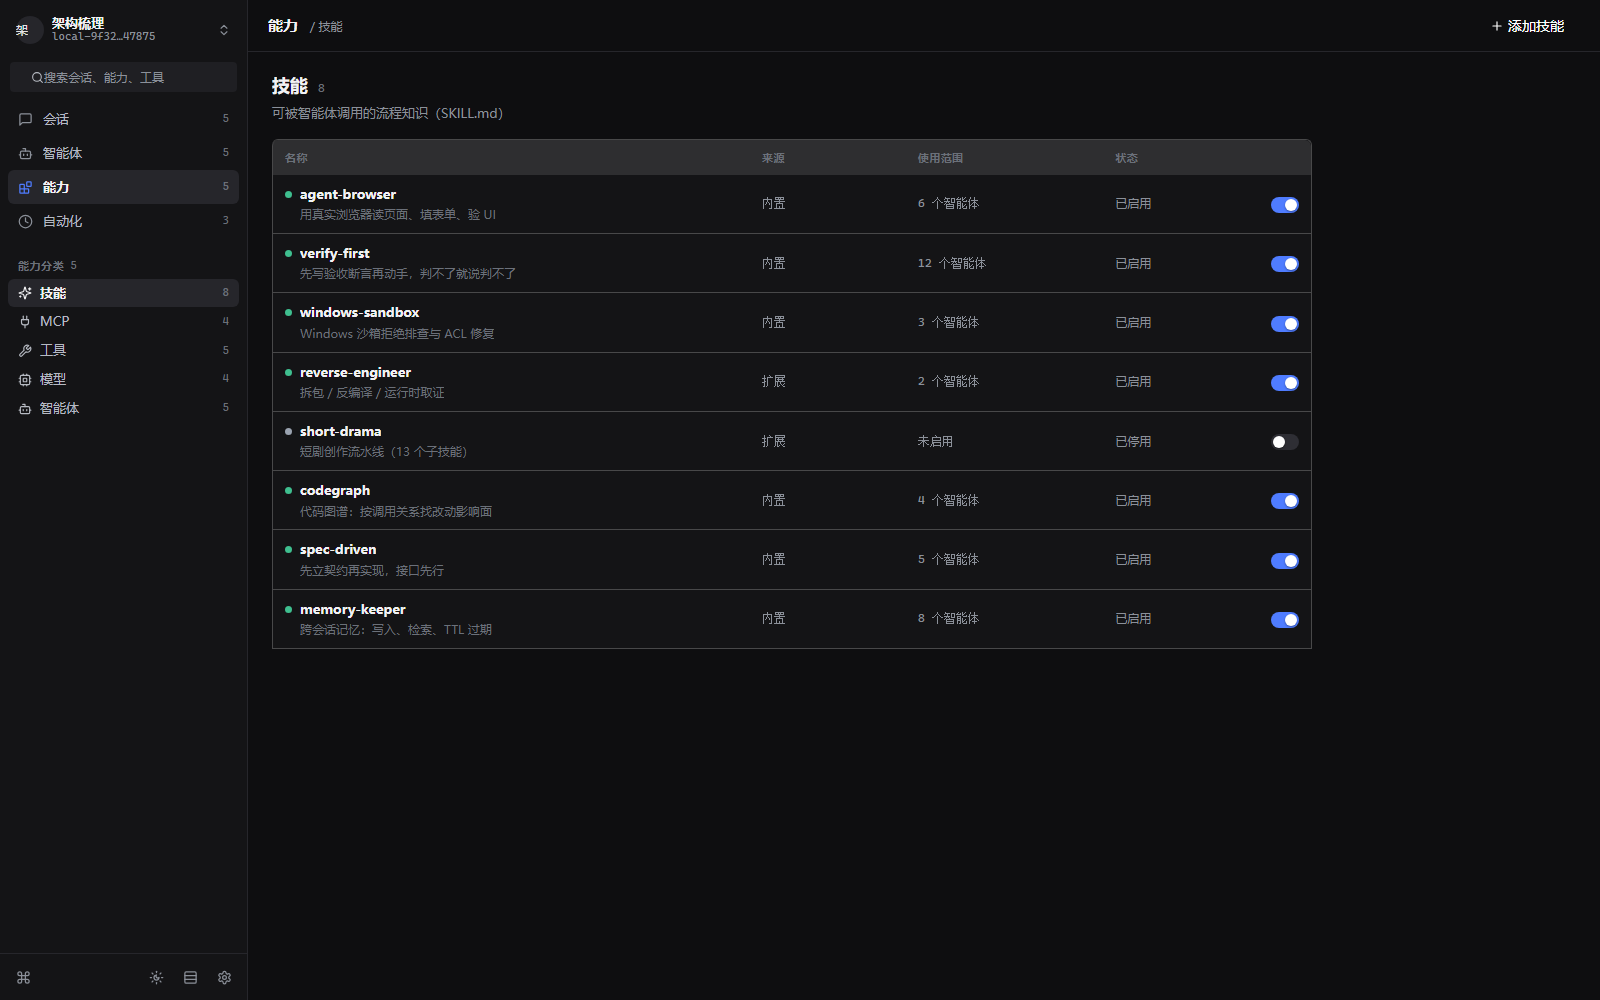 架
架构梳理
local-9f32…47875
搜索会话、能力、工具
会话 5
智能体 5
能力 5
自动化 3
能力分类 5
技能 8
MCP 4
工具 5
模型 4
智能体 5
能力 / 技能
+ 添加技能
技能 8
可被智能体调用的流程知识（SKILL.md）
名称 来源 使用范围 状态
agent-browser
用真实浏览器读页面、填表单、验 UI
内置 6 个智能体 已启用
verify-first
先写验收断言再动手，判不了就说判不了
内置 12 个智能体 已启用
windows-sandbox
Windows 沙箱拒绝排查与 ACL 修复
内置 3 个智能体 已启用
reverse-engineer
拆包 / 反编译 / 运行时取证
扩展 2 个智能体 已启用
short-drama
短剧创作流水线（13 个子技能）
扩展 未启用 已停用
codegraph
代码图谱：按调用关系找改动影响面
内置 4 个智能体 已启用
spec-driven
先立契约再实现，接口先行
内置 5 个智能体 已启用
memory-keeper
跨会话记忆：写入、检索、TTL 过期
内置 8 个智能体 已启用